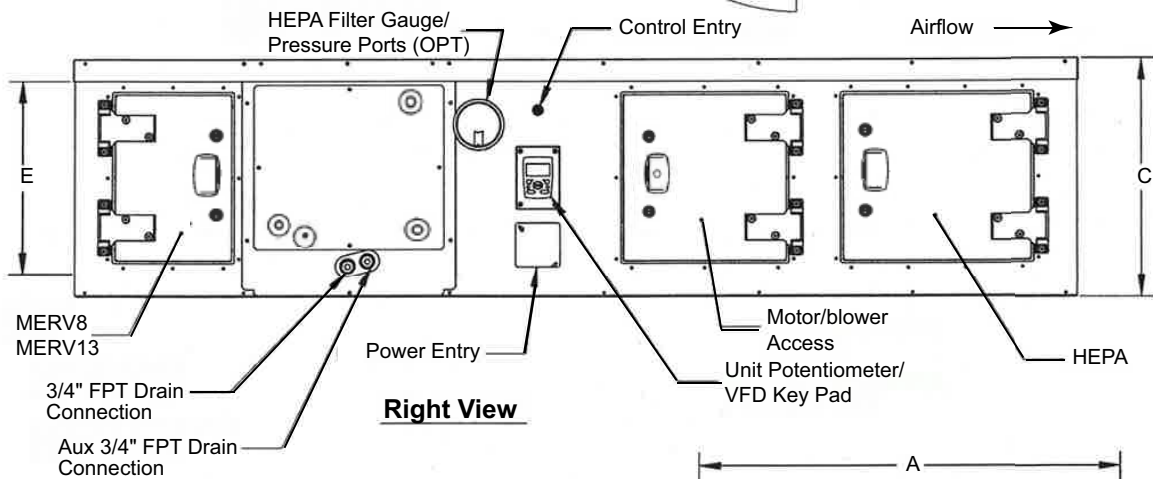 HEPA Filter Gauge/
Pressure Ports (OPT)
Control Entry
Airflow
E
C
MERV8
MERV13
3/4" FPT Drain
Connection
Aux 3/4" FPT Drain
Connection
Power Entry
Right View
Motor/blower
Access
Unit Potentiometer/
VFD Key Pad
HEPA
A